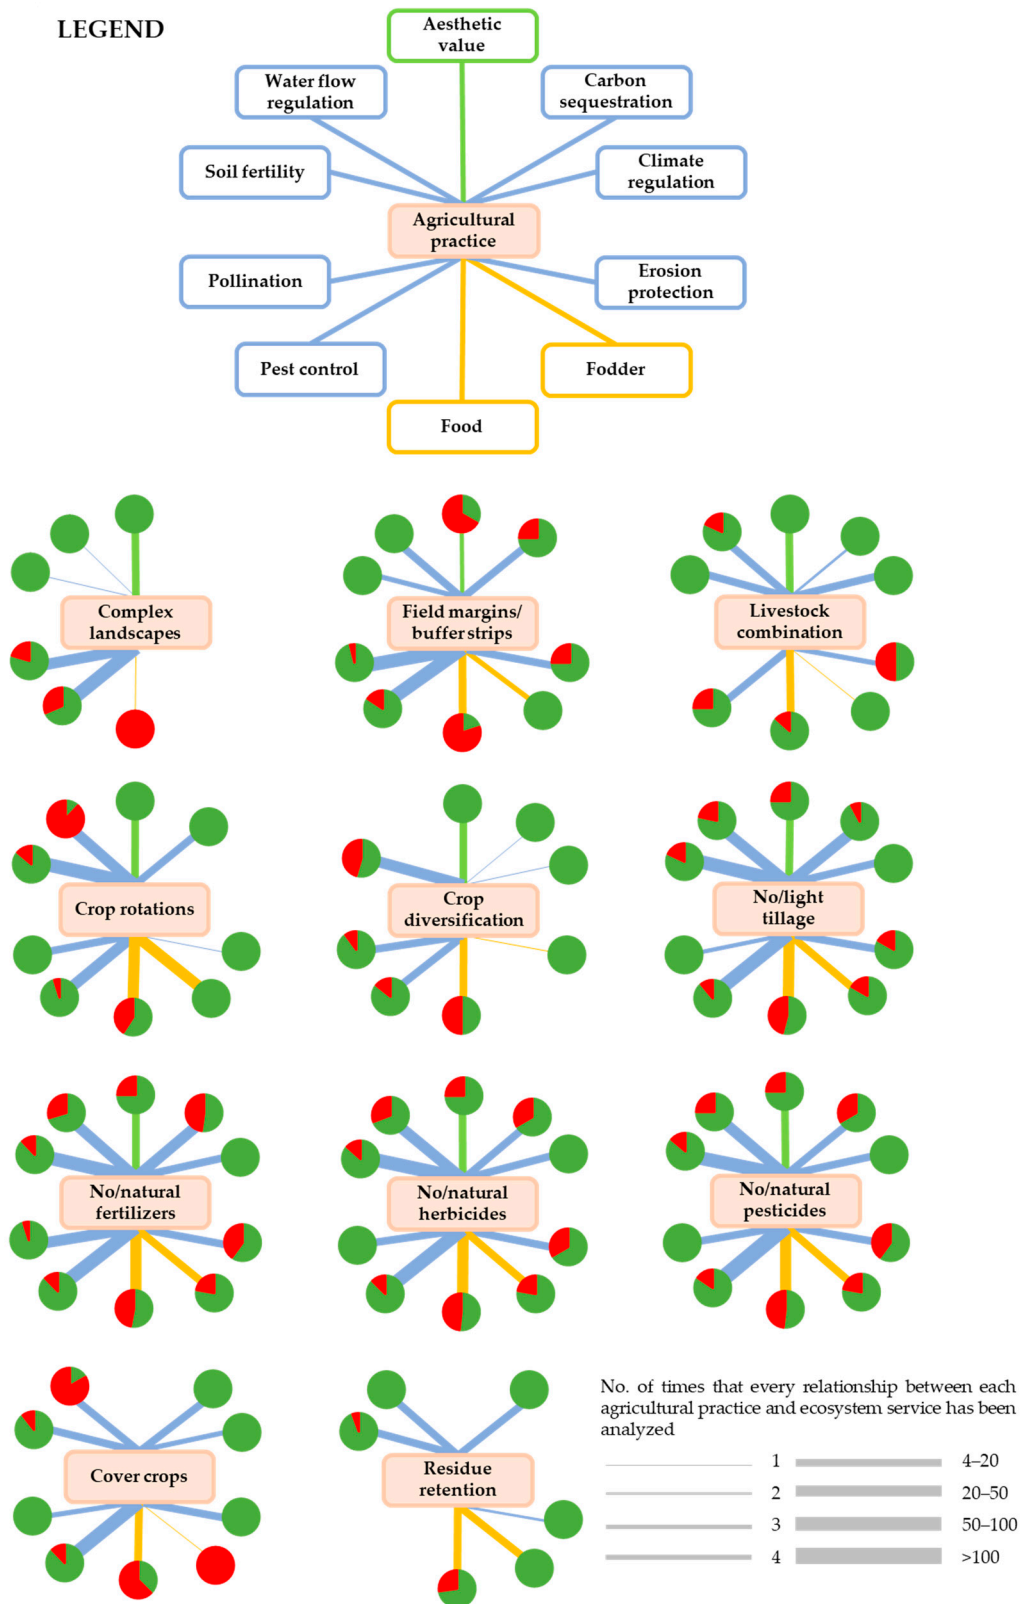 LEGEND
Aesthetic
value
Water flow
regulation
Carbon
sequestration
Soil fertility
Climate
regulation
Agricultural
practice
Pollination
Erosion
protection
Pest control
Fodder
Food
Complex
landscapes
Field margins/
buffer strips
Livestock
combination
Crop rotations
Crop
diversification
No/light
tillage
No/natural
fertilizers
No/natural
herbicides
No/natural
pesticides
Cover crops
Residue
retention
No. of times that every relationship between each
agricultural practice and ecosystem service has been
analyzed
1
4–20
2
20–50
3
50–100
4
>100